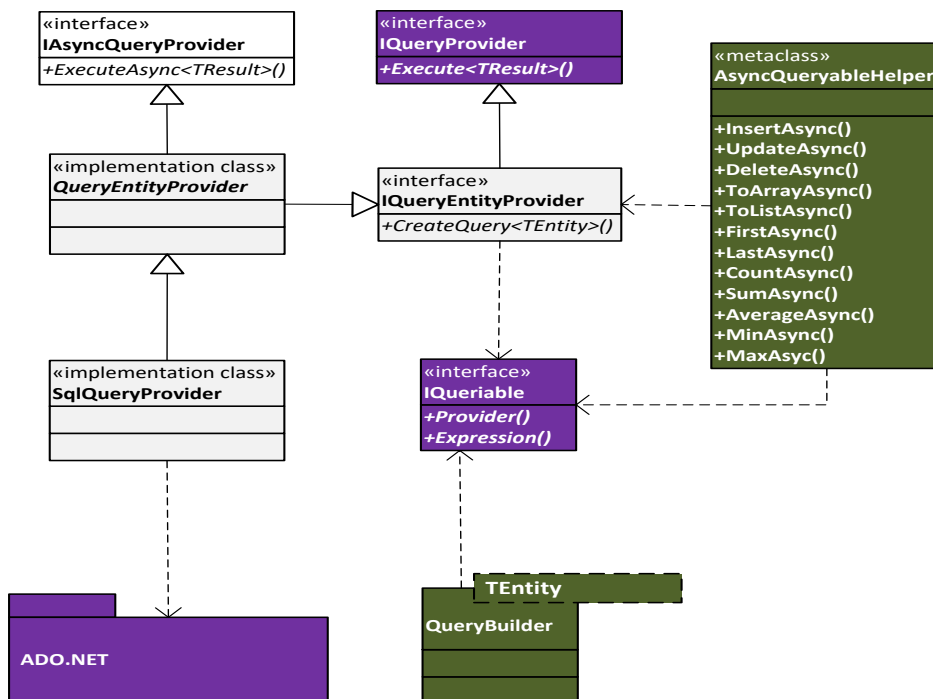 «interface»
IAsyncQueryProvider
+ExecuteAsync<TResult>()
«interface»
IQueryProvider
+Execute<TResult>()
«metaclass»
AsyncQueryableHelper
+InsertAsync()
+UpdateAsync()
+DeleteAsync()
+ToArrayAsync()
+ToListAsync()
+FirstAsync()
+LastAsync()
+CountAsync()
+SumAsync()
+AverageAsync()
+MinAsync()
+MaxAsyc()
«implementation class»
QueryEntityProvider
«interface»
IQueryEntityProvider
+CreateQuery<TEntity>()
«implementation class»
SqlQueryProvider
«interface»
IQueriable
+Provider()
+Expression()
TEntity
QueryBuilder
ADO.NET